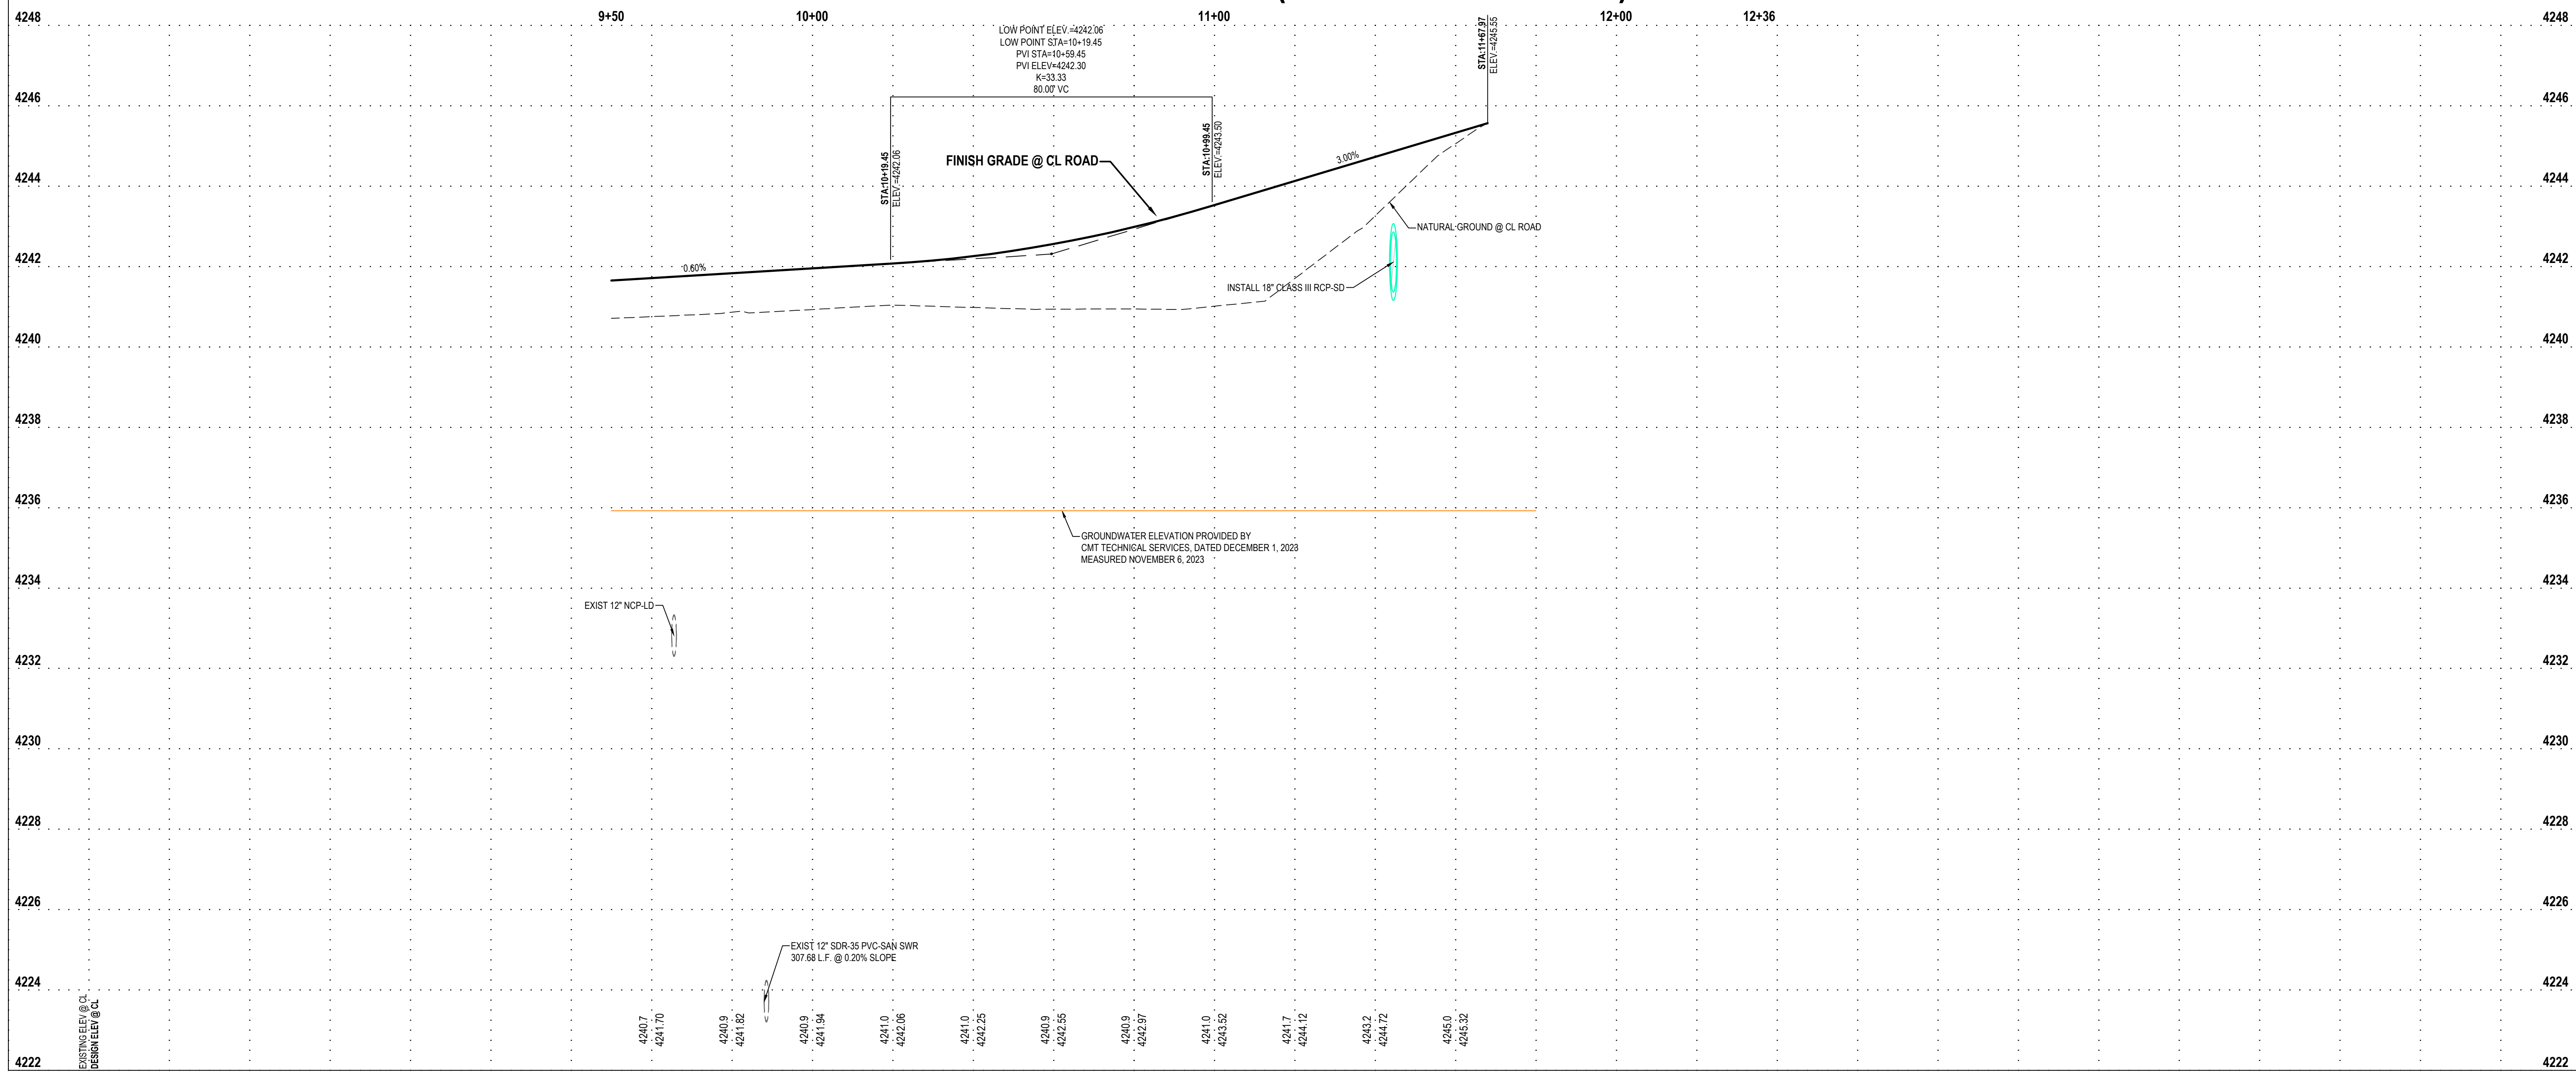 4248
9+50
10+00
11+00
12+00
12+36
4248
LOW POINT ELEV.=4242.06
LOW POINT STA=10+19.45
PVI STA=10+59.45
PVI ELEV=4242.30
K=33.33
80.00' VC
STA:11+67.97
ELEV.=4245.55
4246
4246
STA:10+19.45
ELEV.=4242.06
FINISH GRADE @ CL ROAD
STA:10+99.45
ELEV.=4243.50
3.00%
4244
4244
NATURAL GROUND @ CL ROAD
4242
0.60%
4242
INSTALL 18" CLASS III RCP-SD
4240
4240
4238
4238
4236
4236
GROUNDWATER ELEVATION PROVIDED BY
CMT TECHNICAL SERVICES, DATED DECEMBER 1, 2023
MEASURED NOVEMBER 6, 2023
4234
4234
EXIST 12" NCP-LD
4232
4232
4230
4230
4228
4228
4226
4226
EXIST 12" SDR-35 PVC-SAN SWR
307.68 L.F. @ 0.20% SLOPE
4224
4224
EXISTING ELEV @ CL
DESIGN ELEV @ CL
4240.7
4241.70
4240.9
4241.82
4240.9
4241.94
4241.0
4242.06
4241.0
4242.25
4240.9
4242.55
4240.9
4242.97
4241.0
4243.52
4241.7
4244.12
4243.2
4244.72
4245.0
4245.32
4222
4222